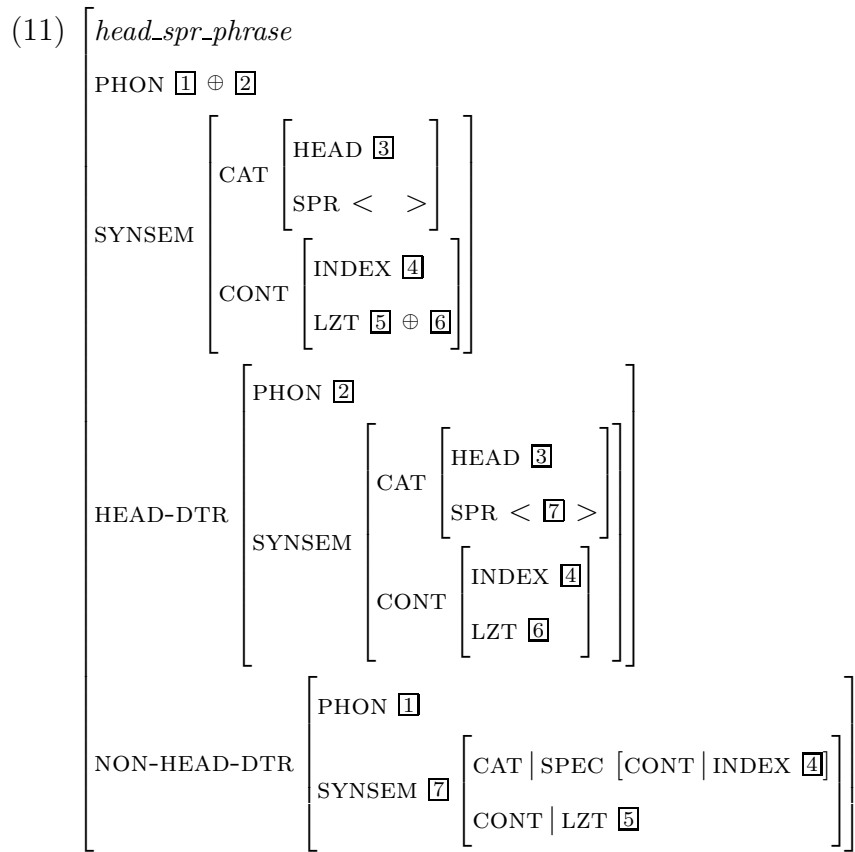 (11) head_spr_phrase
PHON 1 ⊕ 2
SYNSEM
CAT
HEAD 3
SPR < >
CONT
INDEX 4
LZT 5 ⊕ 6
HEAD-DTR
PHON 2
SYNSEM
CAT
HEAD 3
SPR < 7 >
CONT
INDEX 4
LZT 6
NON-HEAD-DTR
PHON 1
SYNSEM 7
CAT | SPEC [CONT | INDEX 4]
CONT | LZT 5